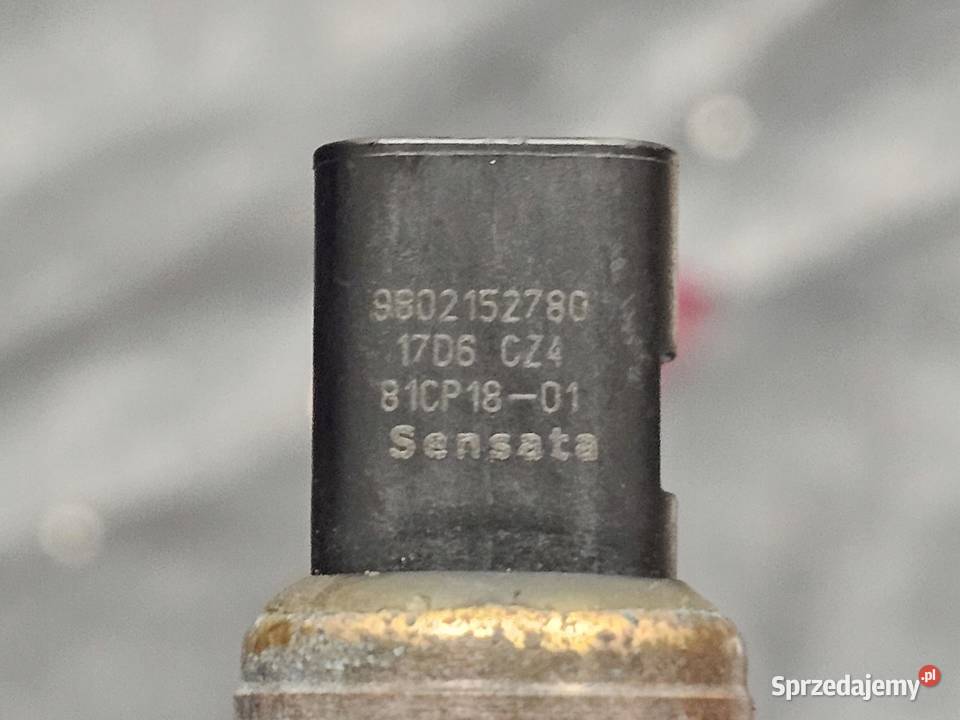 9802152780
17D6 CZ4
81CP18-01
Sensata
Sprzedajemy.pl